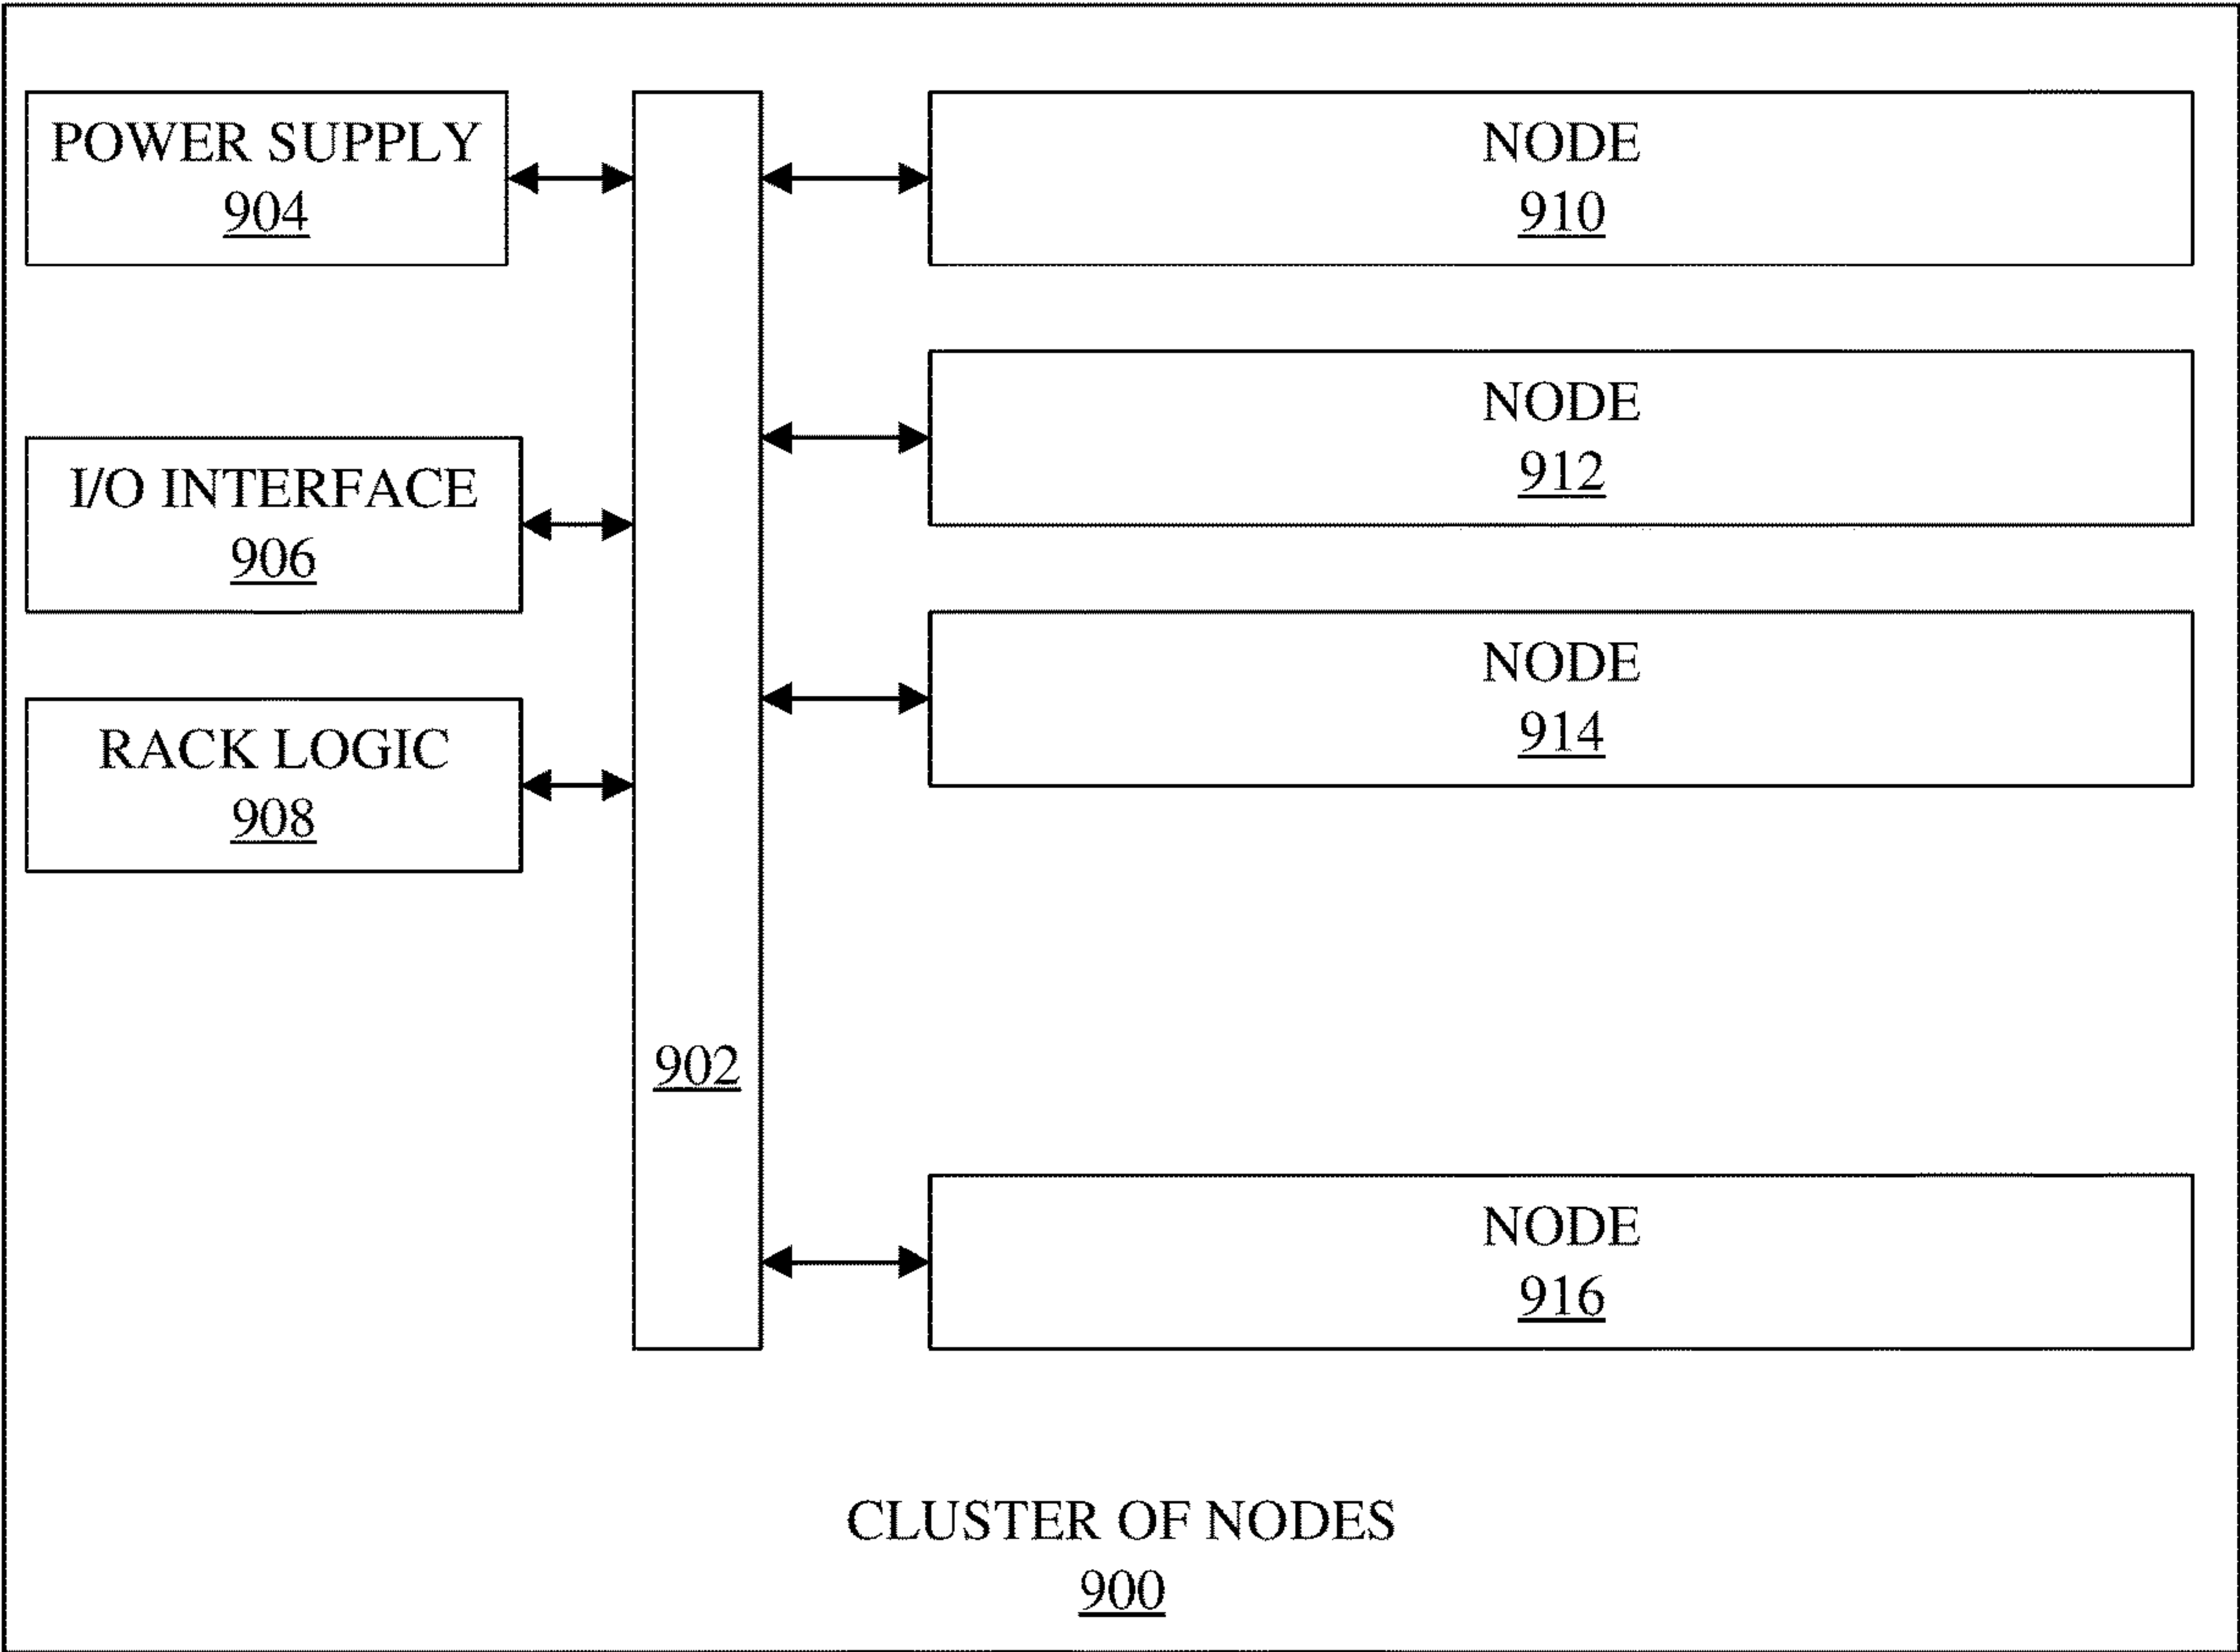 POWER SUPPLY
904
I/O INTERFACE
906
RACK LOGIC
908
902
NODE
910
NODE
912
NODE
914
NODE
916
CLUSTER OF NODES
900